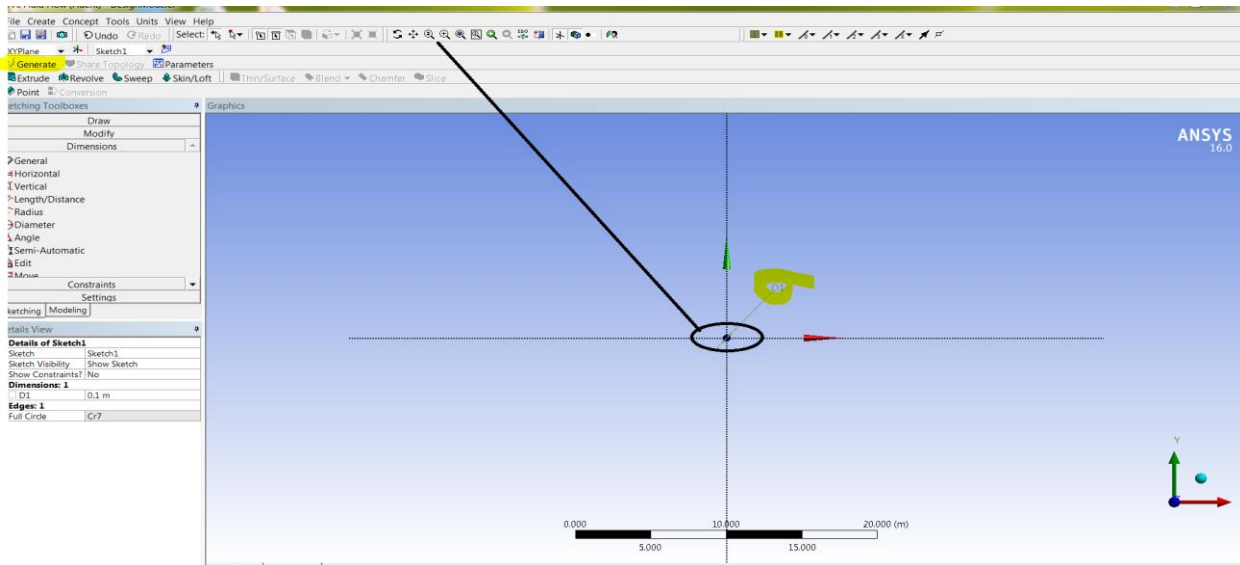 File Create Concept Tools Units View Help
Undo Redo Select:
XYPlane Sketch1
Generate Share Topology Parameters
Extrude Revolve Sweep Skin/Loft Thin/Surface Blend Chamfer Slice
Point Conversion
etching Toolboxes Graphics
Draw
Modify
Dimensions
General
Horizontal
Vertical
Length/Distance
Radius
Diameter
Angle
Semi-Automatic
Edit
Move
Constraints
Settings
ketching Modeling
etails View
Details of Sketch1
Sketch Sketch1
Sketch Visibility Show Sketch
Show Constraints? No
Dimensions: 1
D1 0.1 m
Edges: 1
Full Circle Cr7
ANSYS
16.0
D1
Y
0.000 10.000 20.000 (m)
5.000 15.000